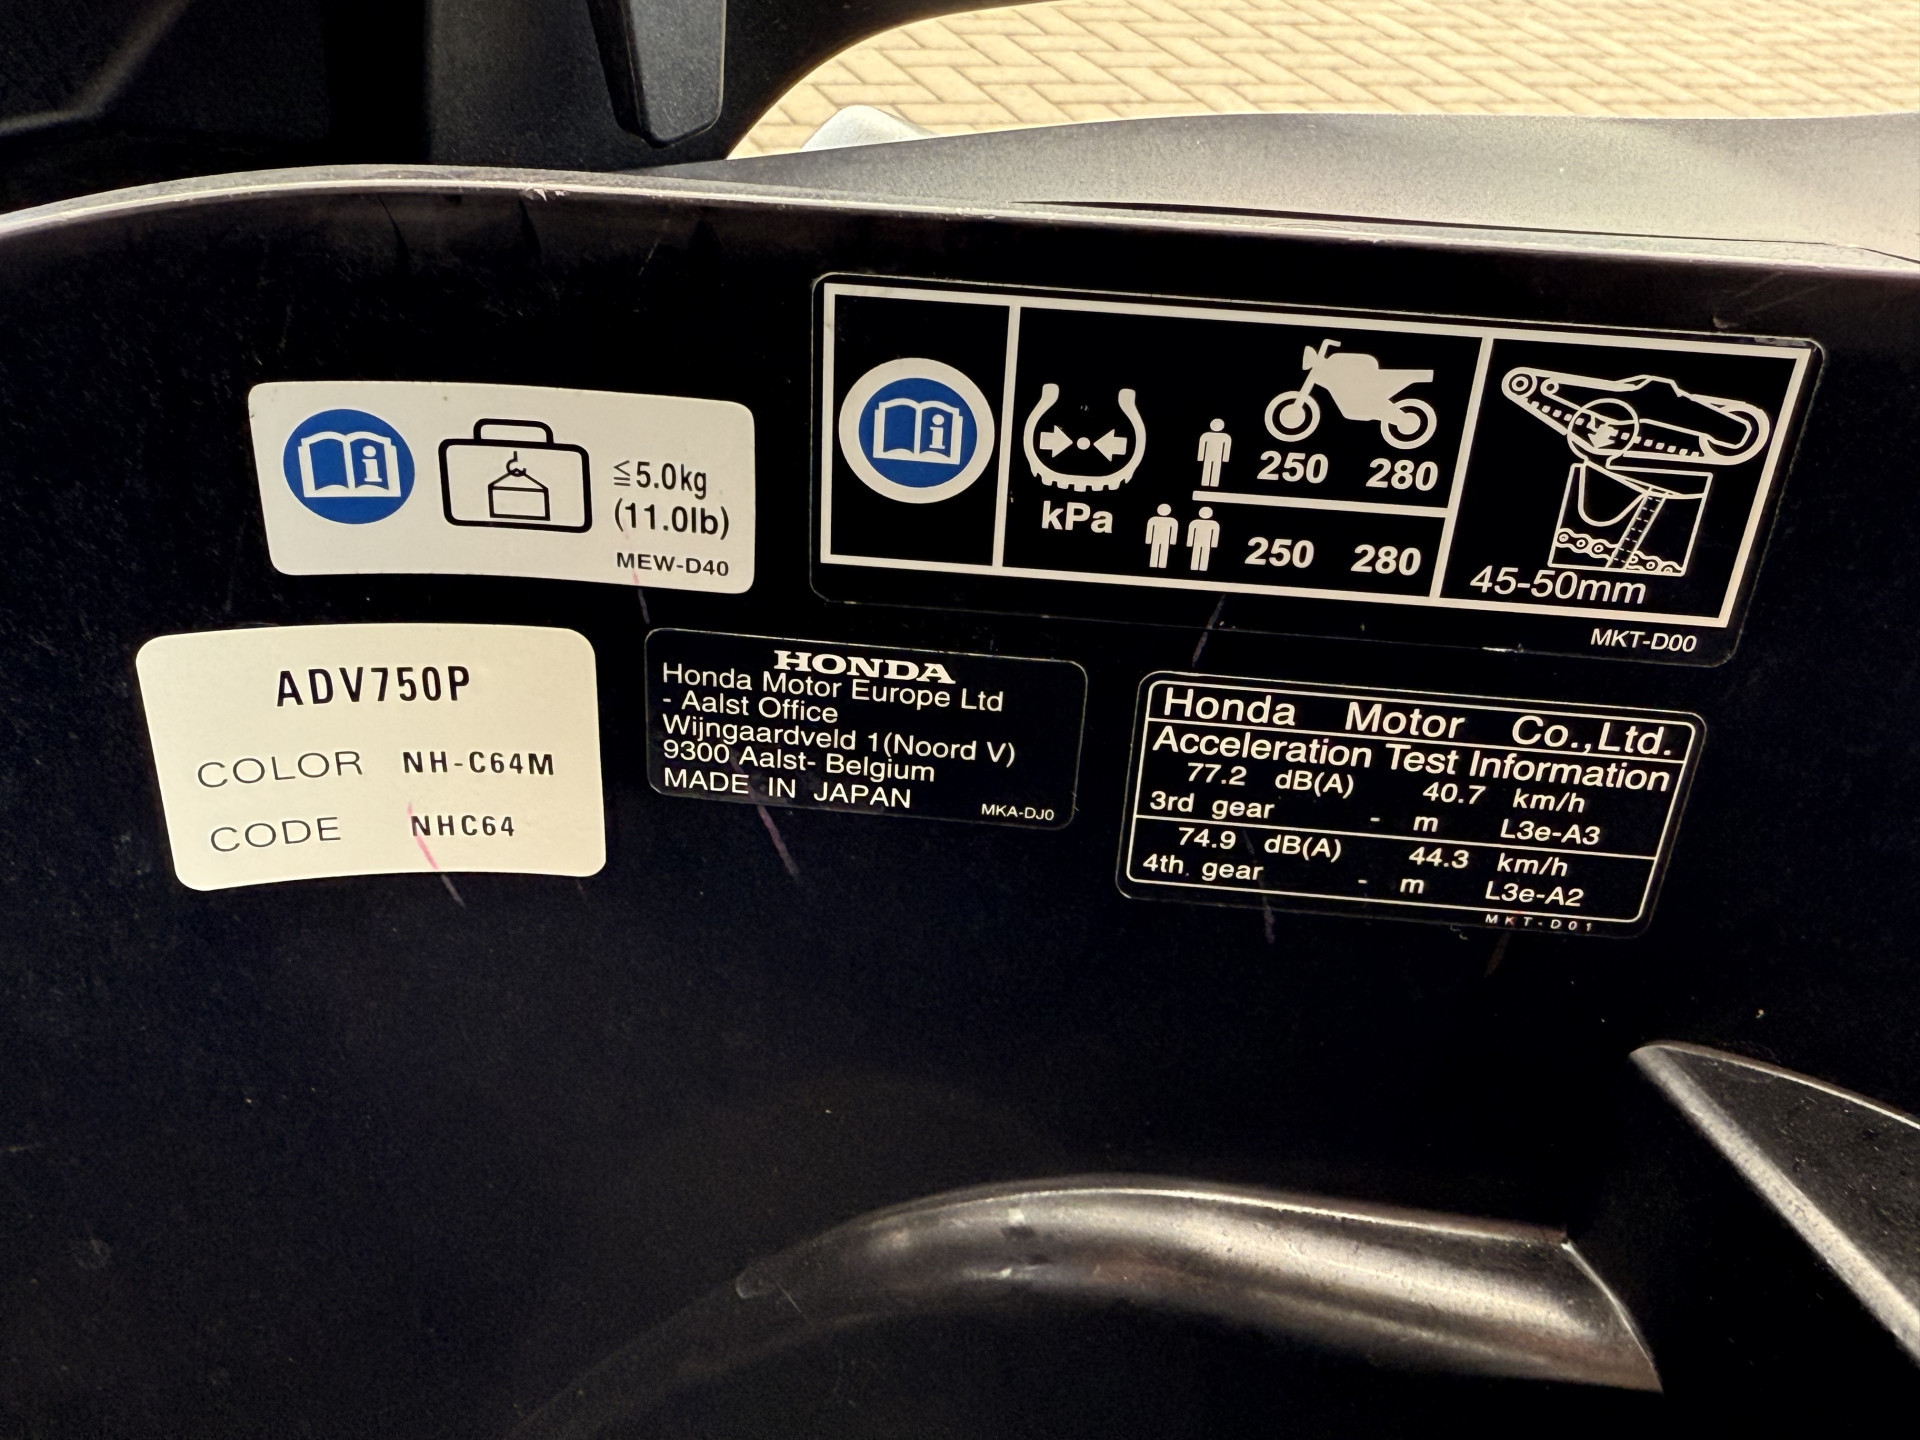 ≦5.0kg
(11.0lb)
MEW-D40
kPa
250 280
250 280
45-50mm
MKT-D00
ADV750P
COLOR NH-C64M
CODE NHC64
HONDA
Honda Motor Europe Ltd
- Aalst Office
Wijngaardveld 1(Noord V)
9300 Aalst- Belgium
MADE IN JAPAN
MKA-DJ0
Honda Motor Co.,Ltd.
Acceleration Test Information
77.2 dB(A) 40.7 km/h
3rd gear - m L3e-A3
74.9 dB(A) 44.3 km/h
4th gear - m L3e-A2
MKT-D01